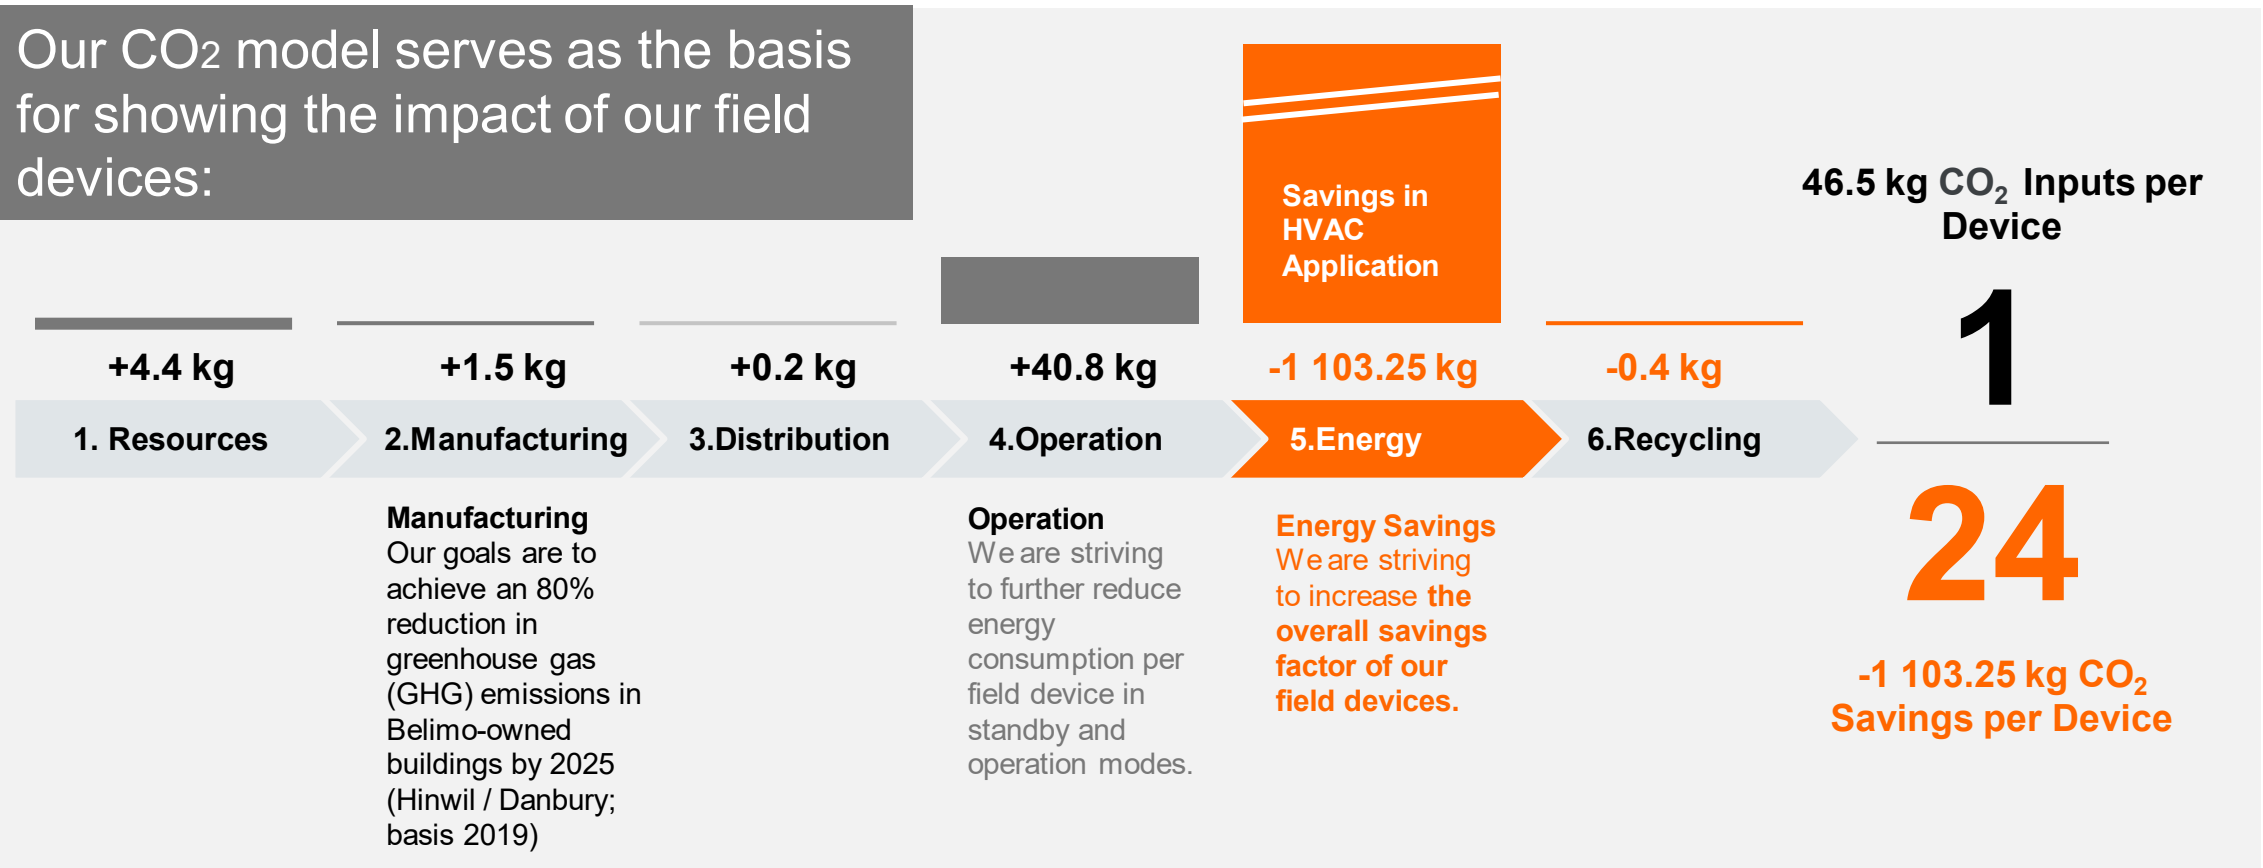 Our CO2 model serves as the basis
for showing the impact of our field
devices:
Savings in
HVAC
Application
46.5 kg CO₂ Inputs per
Device
1
24
-1 103.25 kg CO₂
Savings per Device
+4.4 kg
+1.5 kg
+0.2 kg
+40.8 kg
-1 103.25 kg
-0.4 kg
1. Resources
2.Manufacturing
3.Distribution
4.Operation
5.Energy
6.Recycling
Manufacturing
Our goals are to
achieve an 80%
reduction in
greenhouse gas
(GHG) emissions in
Belimo-owned
buildings by 2025
(Hinwil / Danbury;
basis 2019)
Operation
We are striving
to further reduce
energy
consumption per
field device in
standby and
operation modes.
Energy Savings
We are striving
to increase the
overall savings
factor of our
field devices.